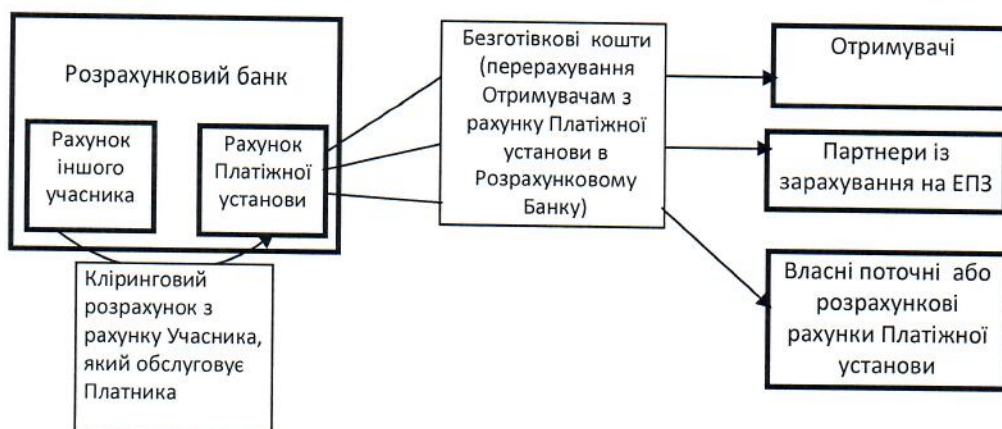 Розрахунковий банк
Рахунок
іншого
учасника
Рахунок
Платіжної
установи
Кліринговий
розрахунок з
рахунку Учасника,
який обслуговує
Платника
Безготівкові кошти
(перерахування
Отримувачам з
рахунку Платіжної
установи в
Розрахунковому
Банку)
Отримувачі
Партнери із
зарахування на ЕПЗ
Власні поточні або
розрахункові
рахунки Платіжної
установи